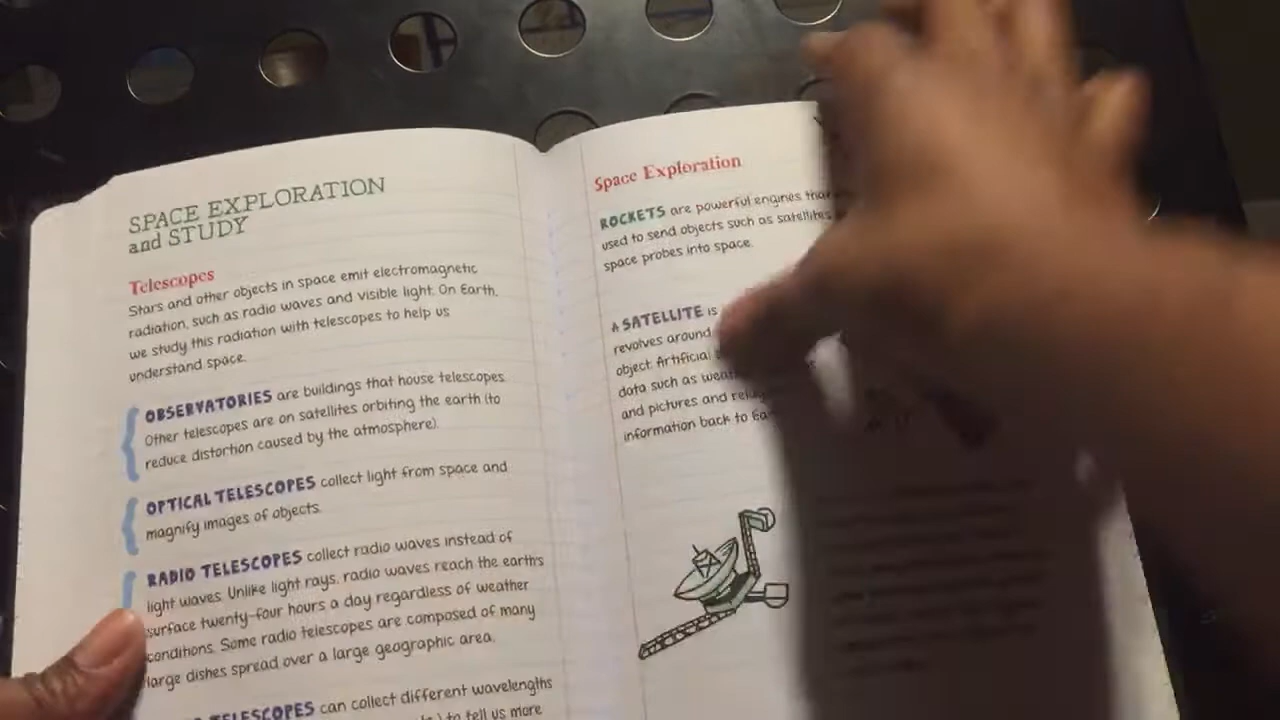 SPACE EXPLORATION
and STUDY
Telescopes
Stars and other objects in space emit electromagnetic
radiation, such as radio waves and visible light. On Earth,
we study this radiation with telescopes to help us
understand space.
OBSERVATORIES are buildings that house telescopes.
Other telescopes are on satellites orbiting the earth (to
reduce distortion caused by the atmosphere).
OPTICAL TELESCOPES collect light from space and
magnify images of objects.
RADIO TELESCOPES collect radio waves instead of
light waves. Unlike light rays, radio waves reach the earth's
surface twenty-four hours a day regardless of weather
conditions. Some radio telescopes are composed of many
large dishes spread over a large geographic area.
TELESCOPES can collect different wavelengths
to tell us more
Space Exploration
ROCKETS are powerful engines that
used to send objects such as satellites
space probes into space.
A SATELLITE is
revolves around
object. Artificial
data such as
and pictures and
information back to